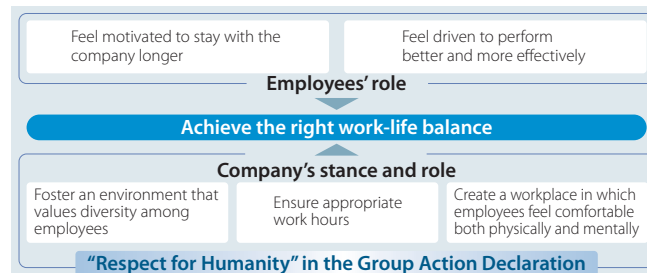 Feel motivated to stay with the
company longer
Feel driven to perform
better and more effectively
Employees’ role
Achieve the right work-life balance
Company’s stance and role
Foster an environment that
values diversity among
employees
Ensure appropriate
work hours
Create a workplace in which
employees feel comfortable
both physically and mentally
“Respect for Humanity” in the Group Action Declaration